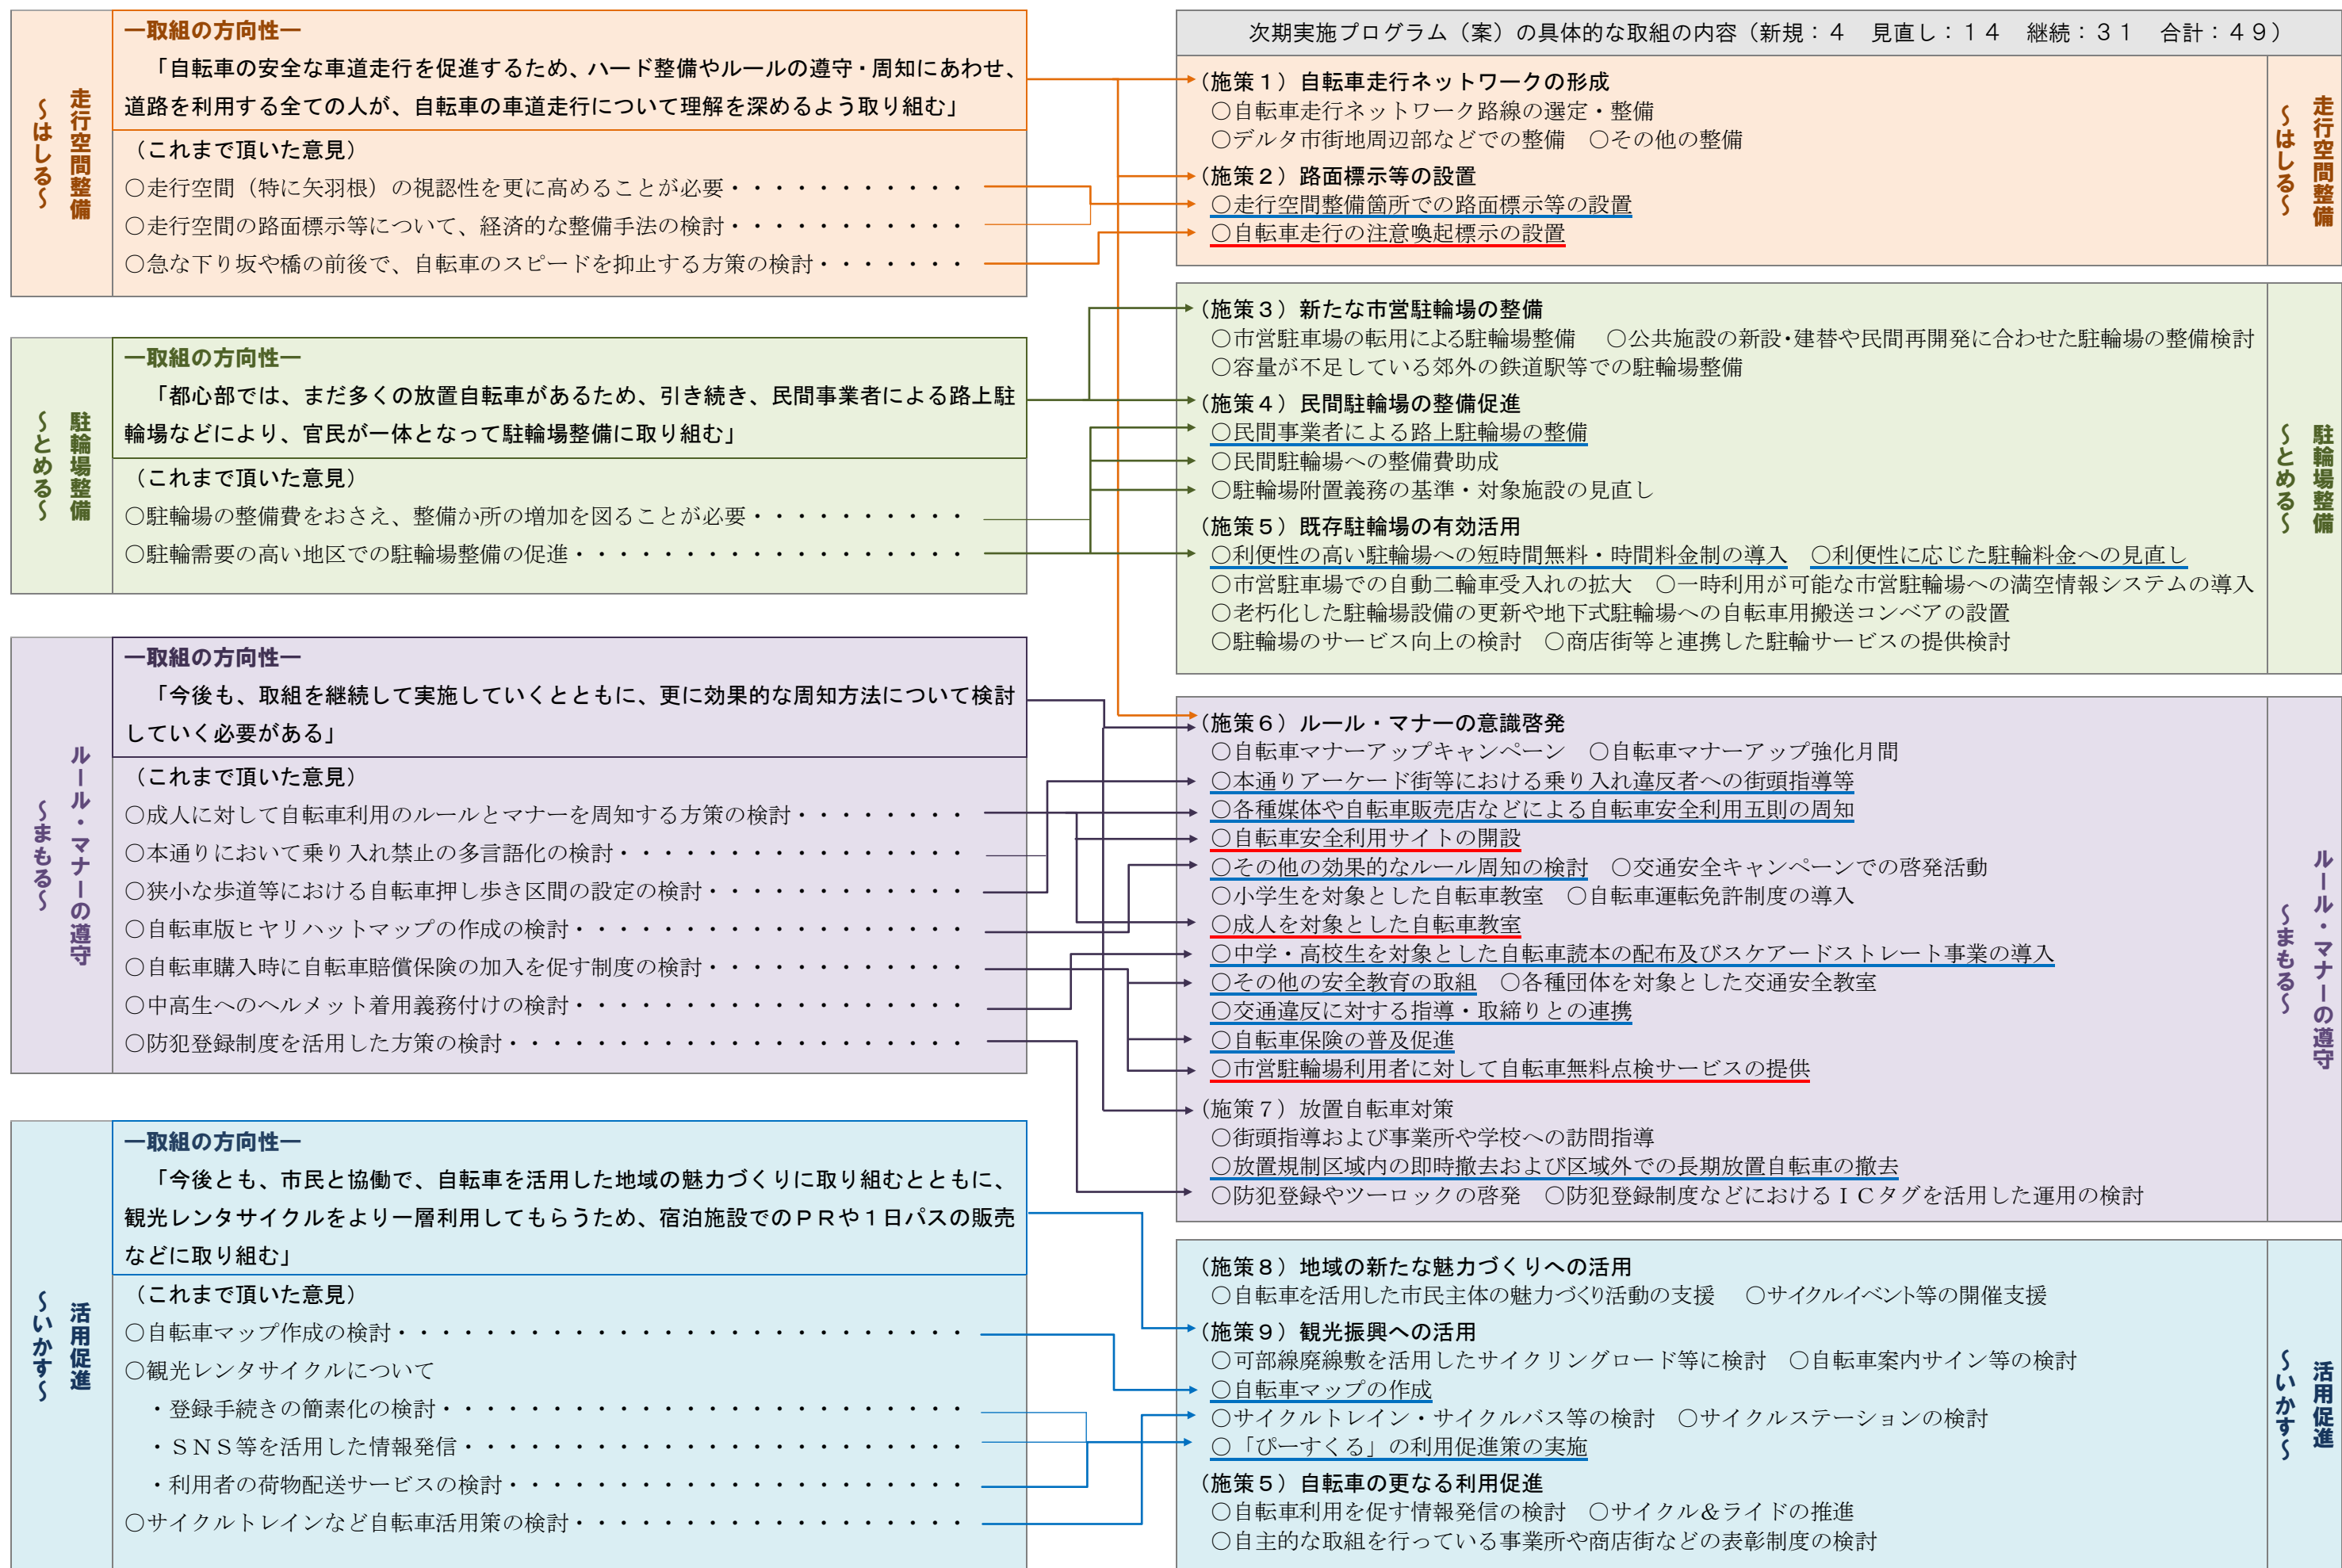 走行空間整備
～はしる～
―取組の方向性―
「自転車の安全な車道走行を促進するため、ハード整備やルールの遵守・周知にあわせ、
道路を利用する全ての人が、自転車の車道走行について理解を深めるよう取り組む」
（これまで頂いた意見）
○走行空間（特に矢羽根）の視認性を更に高めることが必要・・・・・・・・・・・
○走行空間の路面標示等について、経済的な整備手法の検討・・・・・・・・・・・
○急な下り坂や橋の前後で、自転車のスピードを抑止する方策の検討・・・・・・・
駐輪場整備
～とめる～
―取組の方向性―
「都心部では、まだ多くの放置自転車があるため、引き続き、民間事業者による路上駐
輪場などにより、官民が一体となって駐輪場整備に取り組む」
（これまで頂いた意見）
○駐輪場の整備費をおさえ、整備か所の増加を図ることが必要・・・・・・・・・・
○駐輪需要の高い地区での駐輪場整備の促進・・・・・・・・・・・・・・・・・・
ルール・マナーの遵守
～まもる～
―取組の方向性―
「今後も、取組を継続して実施していくとともに、更に効果的な周知方法について検討
していく必要がある」
（これまで頂いた意見）
○成人に対して自転車利用のルールとマナーを周知する方策の検討・・・・・・・・
○本通りにおいて乗り入れ禁止の多言語化の検討・・・・・・・・・・・・・・・・
○狭小な歩道等における自転車押し歩き区間の設定の検討・・・・・・・・・・・・
○自転車版ヒヤリハットマップの作成の検討・・・・・・・・・・・・・・・・・・
○自転車購入時に自転車賠償保険の加入を促す制度の検討・・・・・・・・・・・・
○中高生へのヘルメット着用義務付けの検討・・・・・・・・・・・・・・・・・・
○防犯登録制度を活用した方策の検討・・・・・・・・・・・・・・・・・・・・・
活用促進
～いかす～
―取組の方向性―
「今後とも、市民と協働で、自転車を活用した地域の魅力づくりに取り組むとともに、
観光レンタサイクルをより一層利用してもらうため、宿泊施設でのＰＲや１日パスの販売
などに取り組む」
（これまで頂いた意見）
○自転車マップ作成の検討・・・・・・・・・・・・・・・・・・・・・・・・・・
○観光レンタサイクルについて
・登録手続きの簡素化の検討・・・・・・・・・・・・・・・・・・・・・・・・
・ＳＮＳ等を活用した情報発信・・・・・・・・・・・・・・・・・・・・・・・
・利用者の荷物配送サービスの検討・・・・・・・・・・・・・・・・・・・・・
○サイクルトレインなど自転車活用策の検討・・・・・・・・・・・・・・・・・・
次期実施プログラム（案）の具体的な取組の内容（新規：４　見直し：１４　継続：３１　合計：４９）
（施策１）自転車走行ネットワークの形成
○自転車走行ネットワーク路線の選定・整備
○デルタ市街地周辺部などでの整備　○その他の整備
（施策２）路面標示等の設置
○走行空間整備箇所での路面標示等の設置
○自転車走行の注意喚起標示の設置
走行空間整備
～はしる～
（施策３）新たな市営駐輪場の整備
○市営駐車場の転用による駐輪場整備　○公共施設の新設・建替や民間再開発に合わせた駐輪場の整備検討
○容量が不足している郊外の鉄道駅等での駐輪場整備
（施策４）民間駐輪場の整備促進
○民間事業者による路上駐輪場の整備
○民間駐輪場への整備費助成
○駐輪場附置義務の基準・対象施設の見直し
（施策５）既存駐輪場の有効活用
○利便性の高い駐輪場への短時間無料・時間料金制の導入　○利便性に応じた駐輪料金への見直し
○市営駐車場での自動二輪車受入れの拡大　○一時利用が可能な市営駐輪場への満空情報システムの導入
○老朽化した駐輪場設備の更新や地下式駐輪場への自転車用搬送コンベアの設置
○駐輪場のサービス向上の検討　○商店街等と連携した駐輪サービスの提供検討
駐輪場整備
～とめる～
（施策６）ルール・マナーの意識啓発
○自転車マナーアップキャンペーン　○自転車マナーアップ強化月間
○本通りアーケード街等における乗り入れ違反者への街頭指導等
○各種媒体や自転車販売店などによる自転車安全利用五則の周知
○自転車安全利用サイトの開設
○その他の効果的なルール周知の検討　○交通安全キャンペーンでの啓発活動
○小学生を対象とした自転車教室　○自転車運転免許制度の導入
○成人を対象とした自転車教室
○中学・高校生を対象とした自転車読本の配布及びスケアードストレート事業の導入
○その他の安全教育の取組　○各種団体を対象とした交通安全教室
○交通違反に対する指導・取締りとの連携
○自転車保険の普及促進
○市営駐輪場利用者に対して自転車無料点検サービスの提供
（施策７）放置自転車対策
○街頭指導および事業所や学校への訪問指導
○放置規制区域内の即時撤去および区域外での長期放置自転車の撤去
○防犯登録やツーロックの啓発　○防犯登録制度などにおけるＩＣタグを活用した運用の検討
ルール・マナーの遵守
～まもる～
（施策８）地域の新たな魅力づくりへの活用
○自転車を活用した市民主体の魅力づくり活動の支援　○サイクルイベント等の開催支援
（施策９）観光振興への活用
○可部線廃線敷を活用したサイクリングロード等に検討　○自転車案内サイン等の検討
○自転車マップの作成
○サイクルトレイン・サイクルバス等の検討　○サイクルステーションの検討
○「ぴーすくる」の利用促進策の実施
（施策５）自転車の更なる利用促進
○自転車利用を促す情報発信の検討　○サイクル＆ライドの推進
○自主的な取組を行っている事業所や商店街などの表彰制度の検討
活用促進
～いかす～